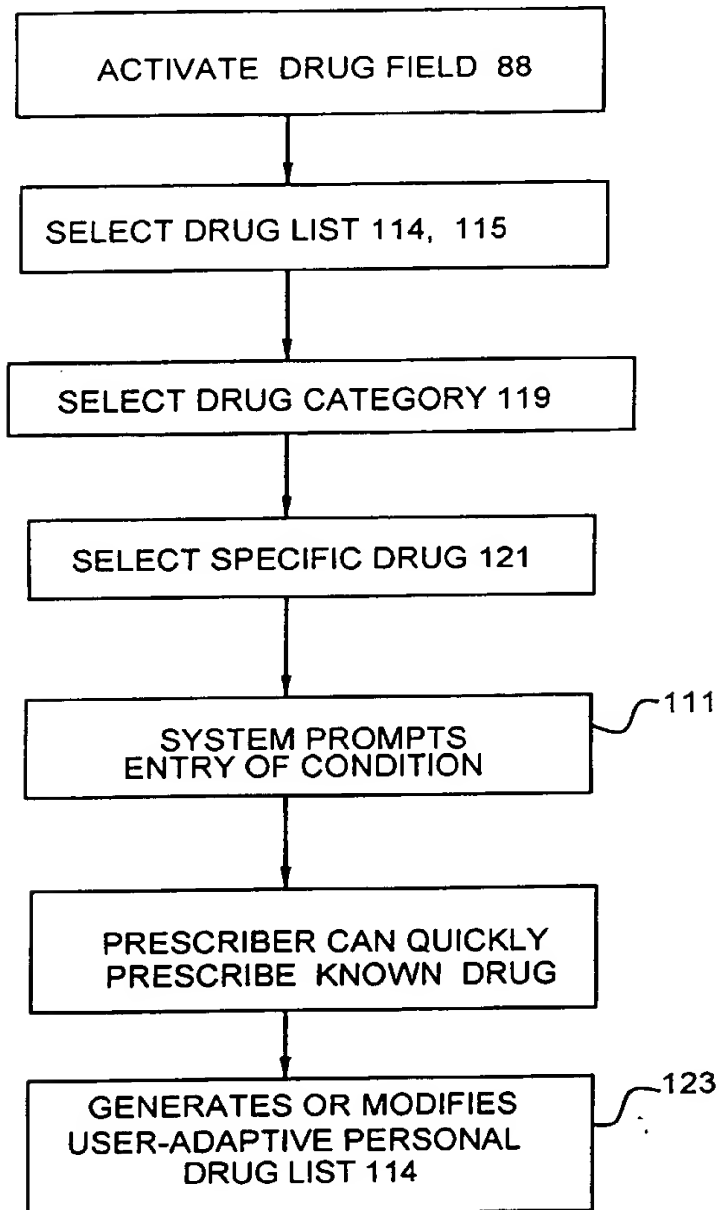 ACTIVATE DRUG FIELD 88
SELECT DRUG LIST 114, 115
SELECT DRUG CATEGORY 119
SELECT SPECIFIC DRUG 121
SYSTEM PROMPTS
ENTRY OF CONDITION
111
PRESCRIBER CAN QUICKLY
PRESCRIBE KNOWN DRUG
GENERATES OR MODIFIES
USER-ADAPTIVE PERSONAL
DRUG LIST 114
123